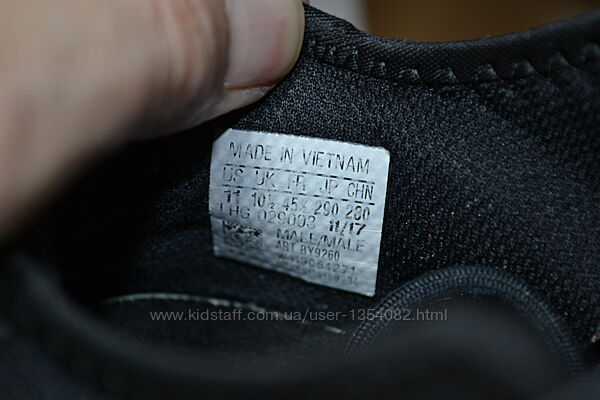 MADE IN VIETNAM
US UK FR JP CHN
11 10½ 45⅓ 290 280
LHG 029003 11/17
MALE/MALE
ART BY9260
www.kidstaff.com.ua/user-1354082.html